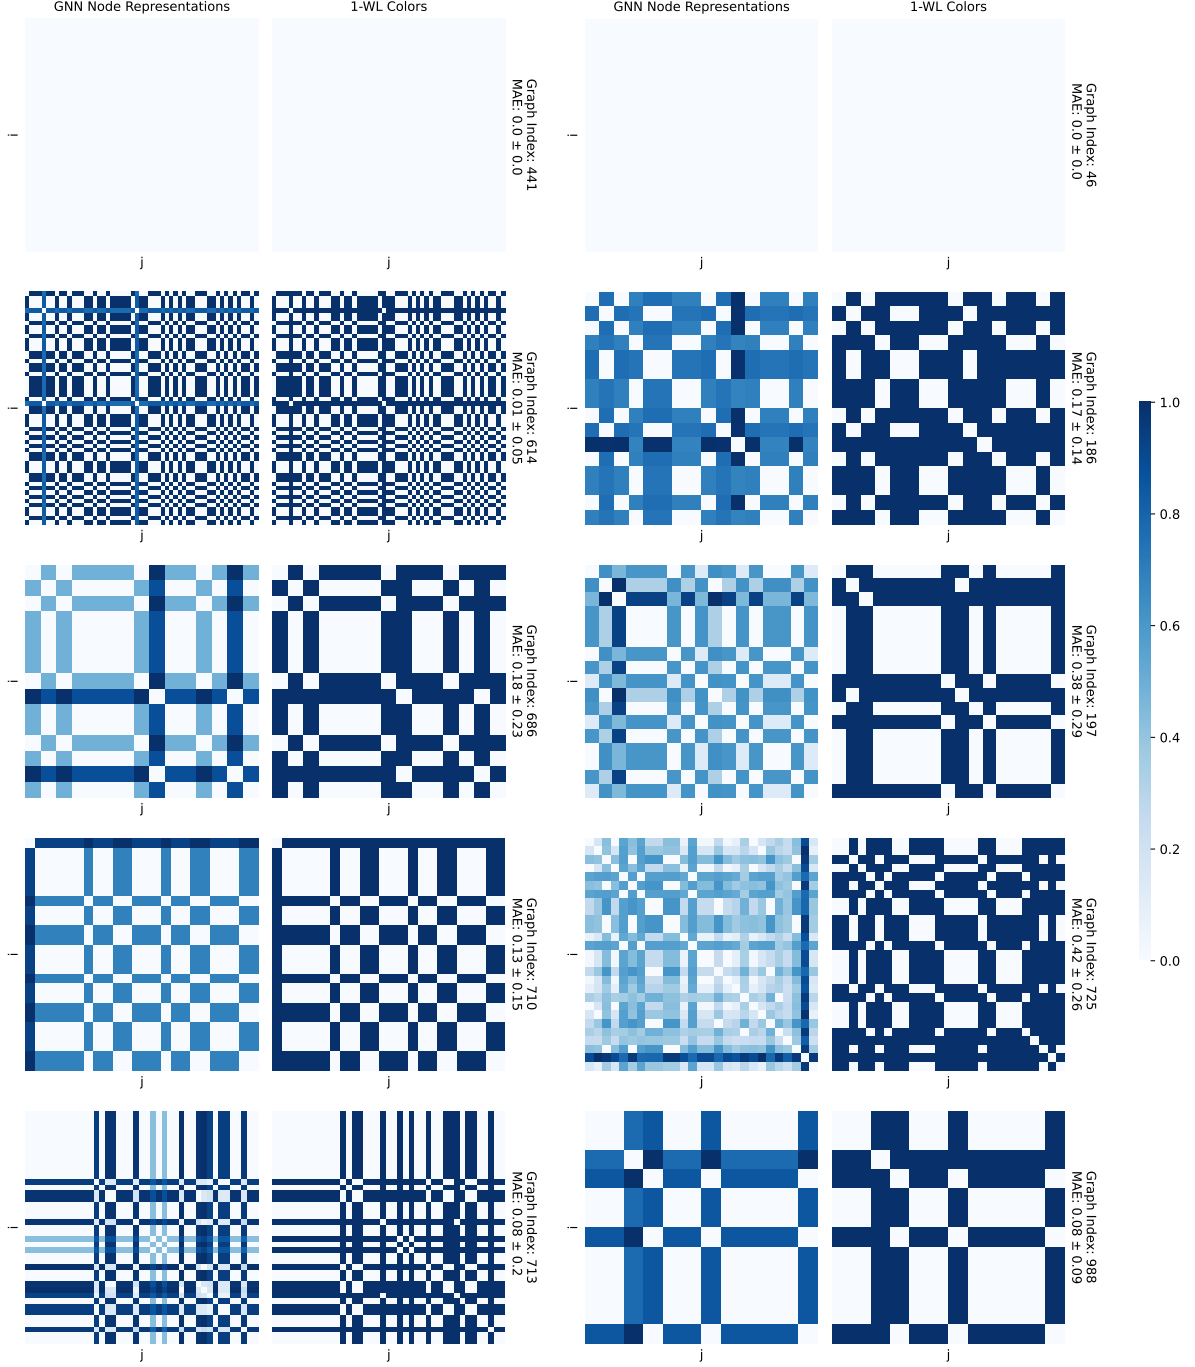 GNN Node Representations
1-WL Colors
GNN Node Representations
1-WL Colors
i
j
j
Graph Index: 441
MAE: 0.0 ± 0.0
i
j
j
Graph Index: 46
MAE: 0.0 ± 0.0
i
j
j
Graph Index: 614
MAE: 0.01 ± 0.05
i
j
j
Graph Index: 186
MAE: 0.17 ± 0.14
i
j
j
Graph Index: 686
MAE: 0.18 ± 0.23
i
j
j
Graph Index: 197
MAE: 0.38 ± 0.29
i
j
j
Graph Index: 710
MAE: 0.13 ± 0.15
i
j
j
Graph Index: 725
MAE: 0.42 ± 0.26
i
j
j
Graph Index: 713
MAE: 0.08 ± 0.2
i
j
j
Graph Index: 988
MAE: 0.08 ± 0.09
1.0
0.8
0.6
0.4
0.2
0.0